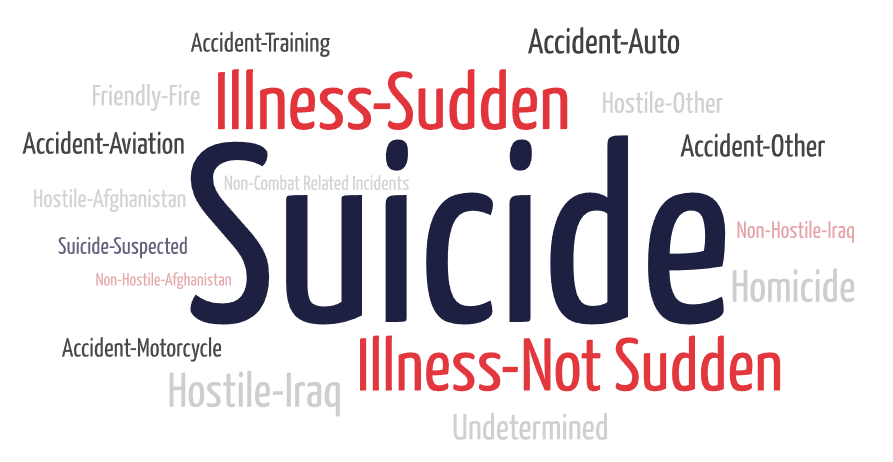 Accident-Training
Accident-Auto
Friendly-Fire
Illness-Sudden
Hostile-Other
Accident-Aviation
Accident-Other
Suicide
Non-Combat Related Incidents
Hostile-Afghanistan
Suicide-Suspected
Non-Hostile-Iraq
Non-Hostile-Afghanistan
Homicide
Accident-Motorcycle
Illness-Not Sudden
Hostile-Iraq
Undetermined